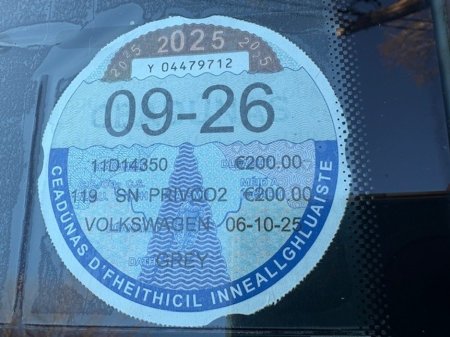 2025 2025 2025
Y 04479712
09-26
11D14350 €200.00
119 SN PRIVCO2 €200.00
VOLKSWAGEN 06-10-25
GREY
CEADÚNAS D'FHEITHICIL INNEALLGHLUAISTE